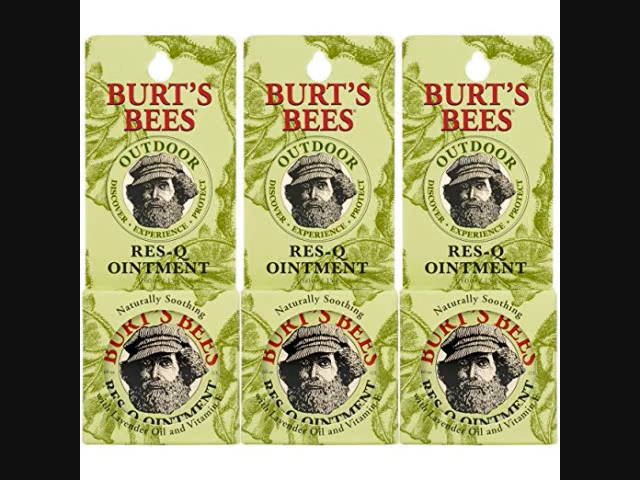 BURT'S
BEES
OUTDOOR
DISCOVER · EXPERIENCE · PROTECT
RES-Q
OINTMENT
Naturally Soothing
BURT'S BEES
RES-Q OINTMENT
with Lavender Oil and Vitamin E
BURT'S
BEES
OUTDOOR
DISCOVER · EXPERIENCE · PROTECT
RES-Q
OINTMENT
Naturally Soothing
BURT'S BEES
RES-Q OINTMENT
with Lavender Oil and Vitamin E
BURT'S
BEES
OUTDOOR
DISCOVER · EXPERIENCE · PROTECT
RES-Q
OINTMENT
Naturally Soothing
BURT'S BEES
RES-Q OINTMENT
with Lavender Oil and Vitamin E